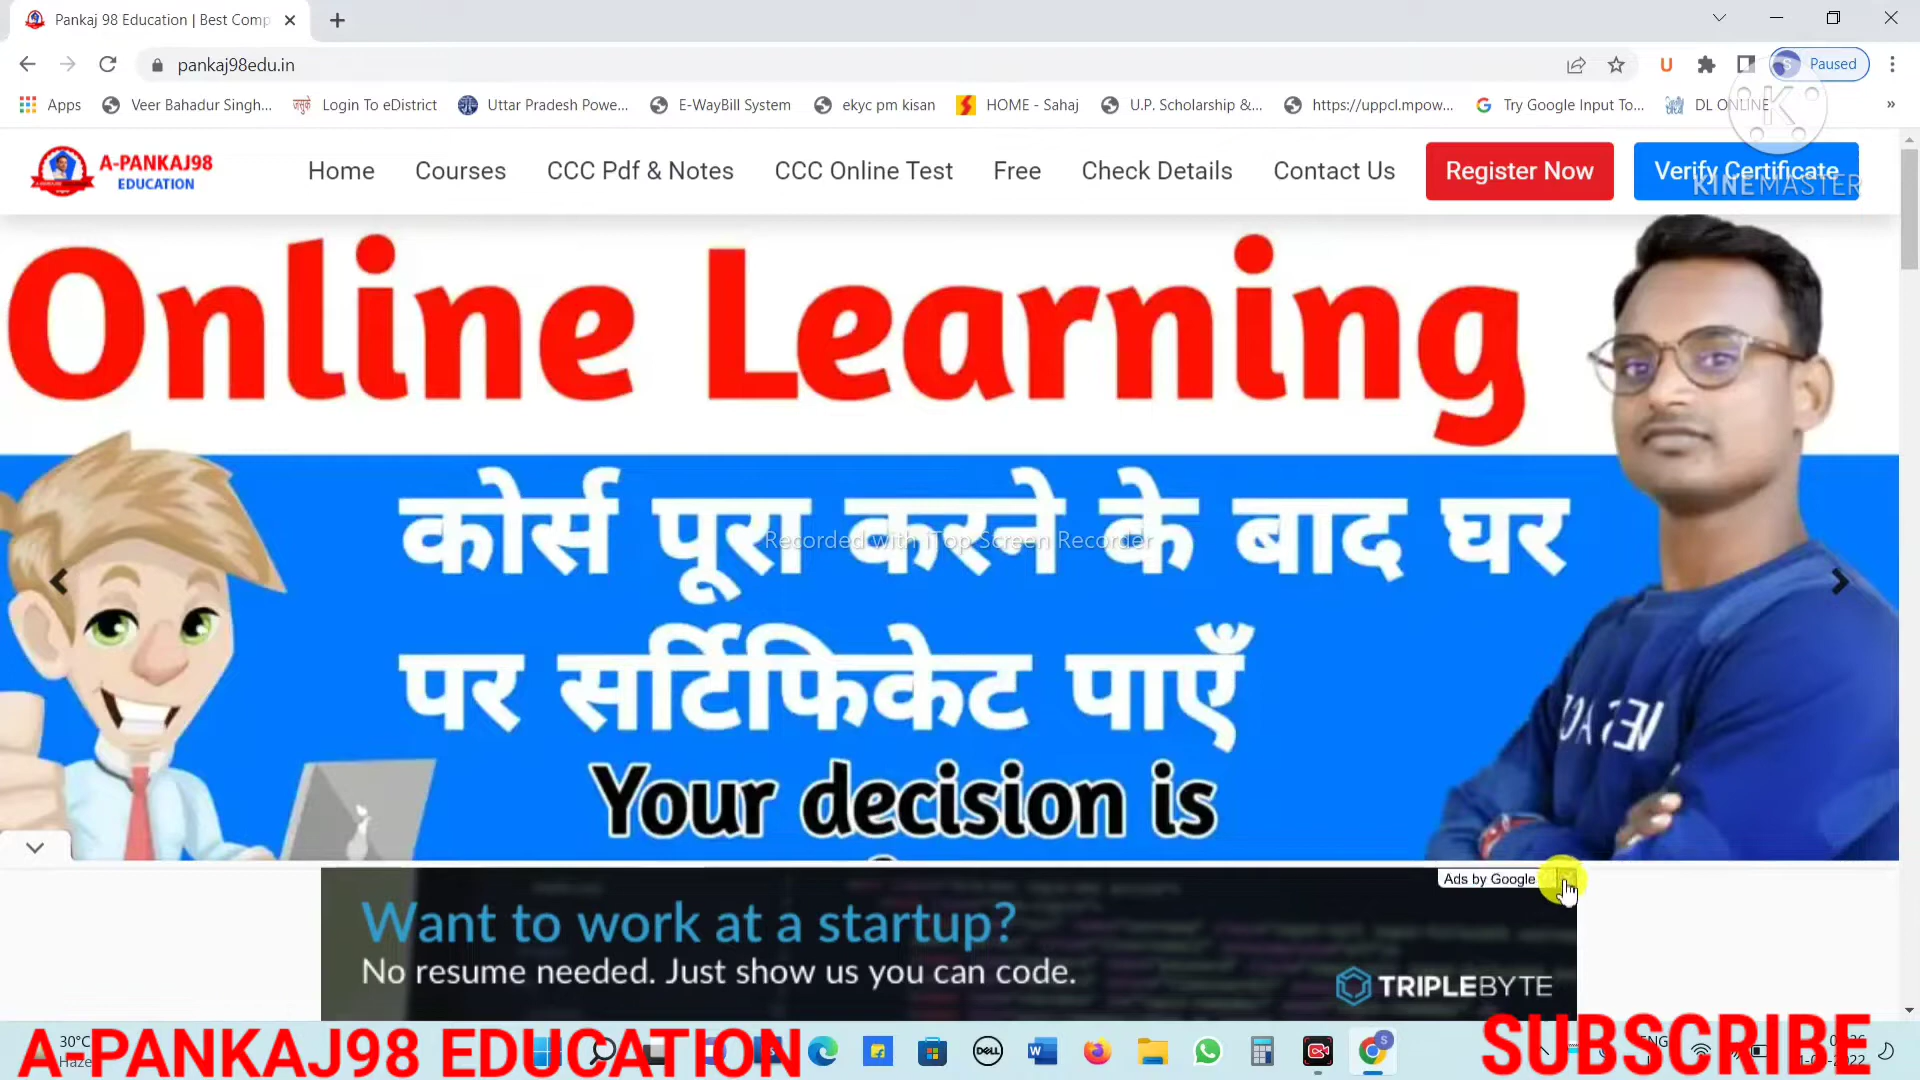 Pankaj 98 Education | Best Comp
pankaj98edu.in
Paused
Apps
Veer Bahadur Singh...
Login To eDistrict
Uttar Pradesh Powe...
E-WayBill System
ekyc pm kisan
HOME - Sahaj
U.P. Scholarship &...
https://uppcl.mpow...
Try Google Input To...
DL ONLINE
A-PANKAJ98
EDUCATION
Home
Courses
CCC Pdf & Notes
CCC Online Test
Free
Check Details
Contact Us
Register Now
Verify Certificate
KINEMASTER
Online Learning
कोर्स पूरा करने के बाद घर
Recorded with iTop Screen Recorder
पर सर्टिफिकेट पाएँ
Your decision is
Ads by Google
Want to work at a startup?
No resume needed. Just show us you can code.
TRIPLEBYTE
30°C
A-PANKAJ98 EDUCATION
SUBSCRIBE
ENG